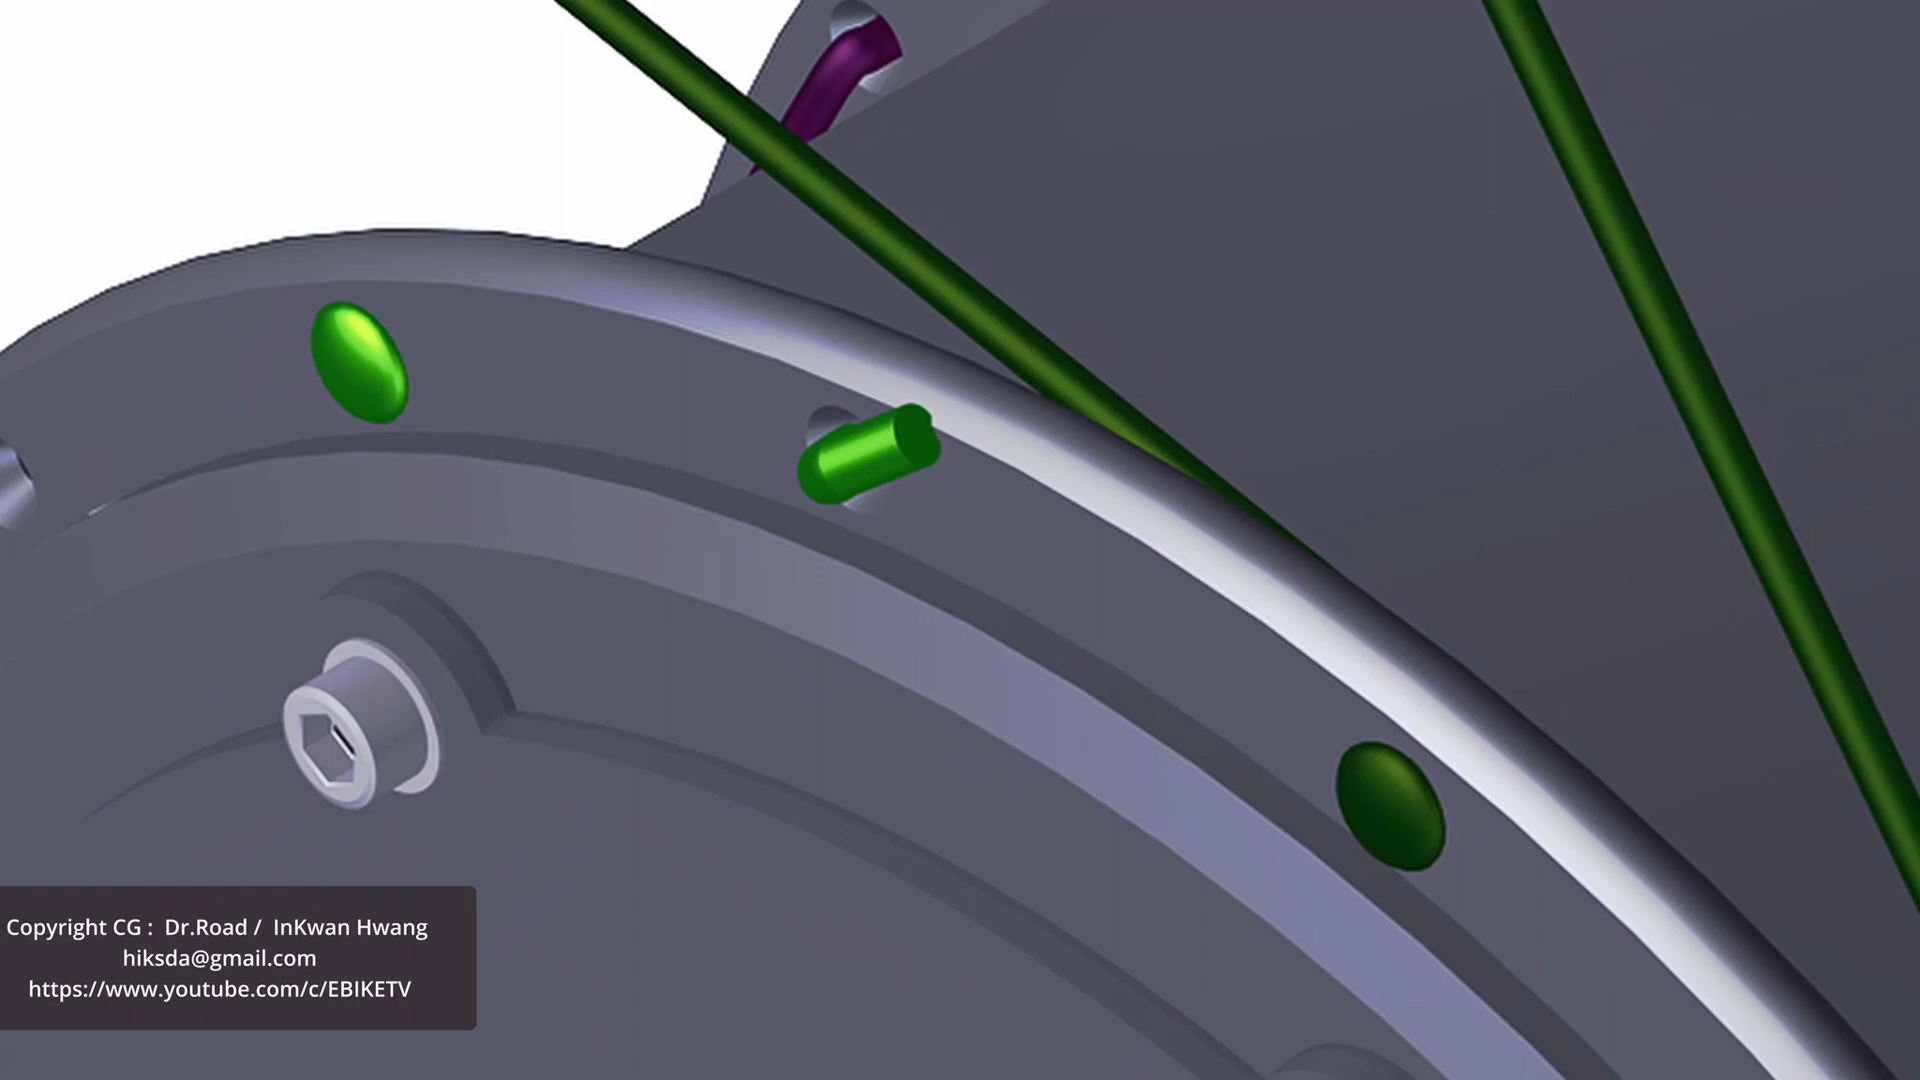 Copyright CG : Dr.Road / InKwan Hwang
hiksda@gmail.com
https://www.youtube.com/c/EBIKETV